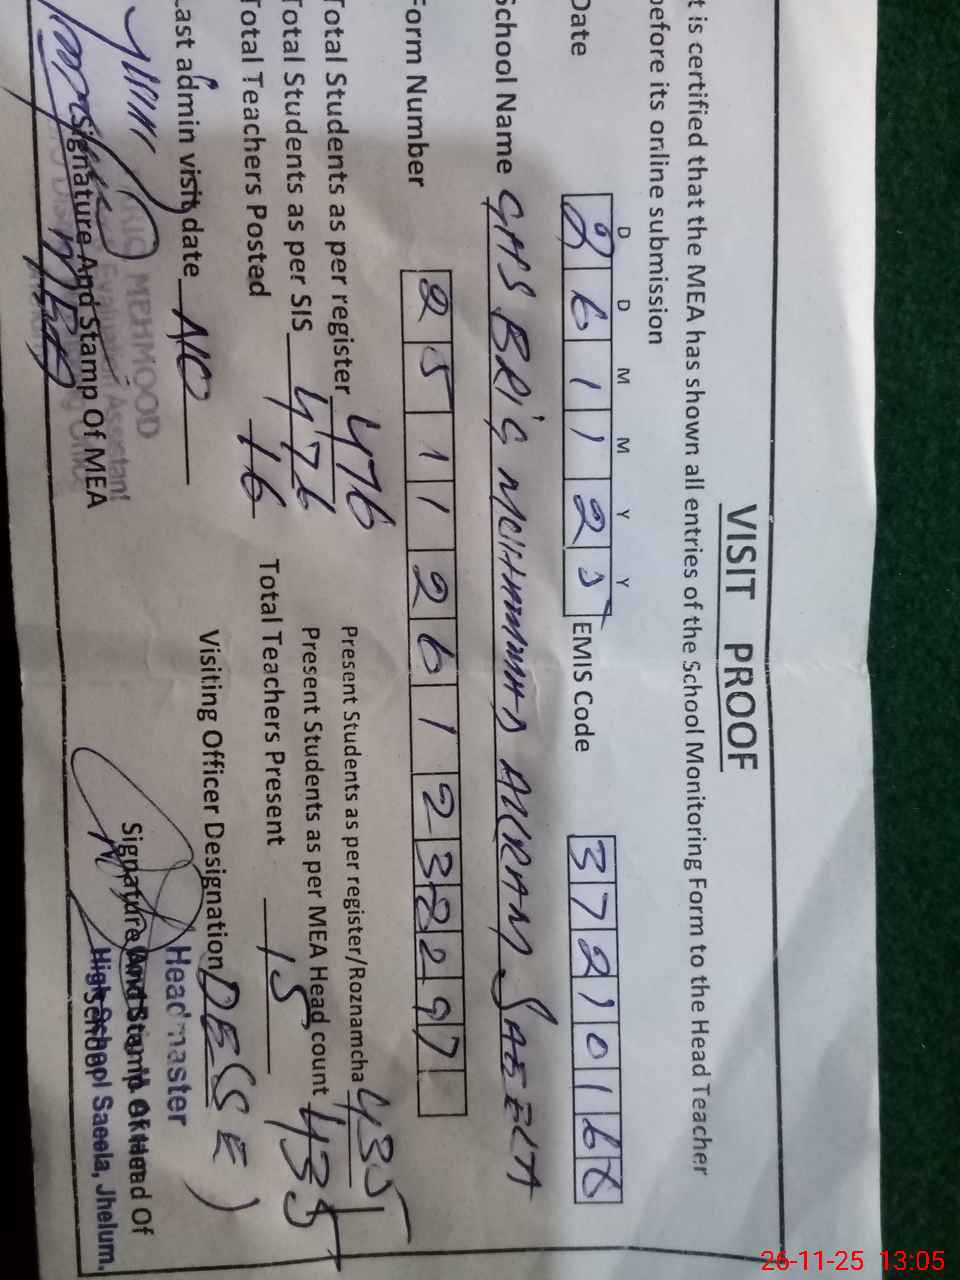 VISIT PROOF
t is certified that the MEA has shown all entries of the School Monitoring Form to the Head Teacher
before its online submission
D D M M Y Y
Date 2 6 1 1 2 5 EMIS Code 3 7 2 1 0 1 6 8
School Name GHS BRIG MOHAMMAD AKRAM SAEELA
Form Number 2 5 1 1 2 6 1 2 3 8 2 9 7
Total Students as per register 476 Present Students as per register/Roznamcha 435
Total Students as per SIS 476 Present Students as per MEA Head count 435
Total Teachers Posted 16 Total Teachers Present 15
Last admin visit date Visiting Officer Designation DESSE)
MEHMOOD
Evaluation Assistant
Signature And Stamp Of MEA
Headmaster
Signature And Stamp Of Head Of
School
High School Saeela, Jhelum.
26-11-25 13:05